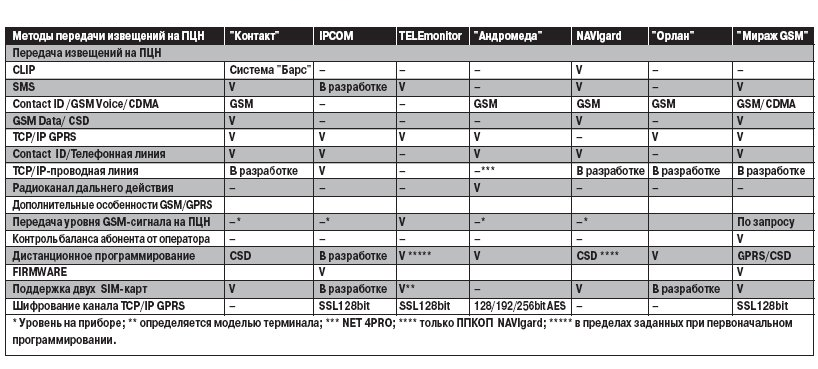 Методы передачи извещений на ПЦН "Контакт" IPCOM TELEmonitor "Андромеда" NAVIgard "Орлан" "Мираж GSM"
Передача извещений на ПЦН
CLIP Система "Барс" – – – V – –
SMS V В разработке V – V – V
Contact ID /GSM Voice/ CDMA GSM – – GSM GSM GSM GSM/CDMA
GSM Data/ CSD V – – – V – V
TCP/IP GPRS V V V V – V V
Contact ID/Телефонная линия V V – V V – V
TCP/IP-проводная линия В разработке V – –*** В разработке В разработке В разработке
Радиоканал дальнего действия – – – V – – –
Дополнительные особенности GSM/GPRS
Передача уровня GSM-сигнала на ПЦН –* –* V –* –* По запросу
Контроль баланса абонента от оператора – – – – – V
Дистанционное программирование CSD В разработке V ***** V CSD **** V GPRS/CSD
FIRMWARE V V
Поддержка двух SIM-карт V В разработке V** – V В разработке V
Шифрование канала TCP/IP GPRS – SSL128bit SSL128bit 128/192/256bitAES – – SSL128bit
* Уровень на приборе; ** определяется моделью терминала; *** NET 4PRO; **** только ППКОП NAVIgard; ***** в пределах заданных при первоначальном
программировании.